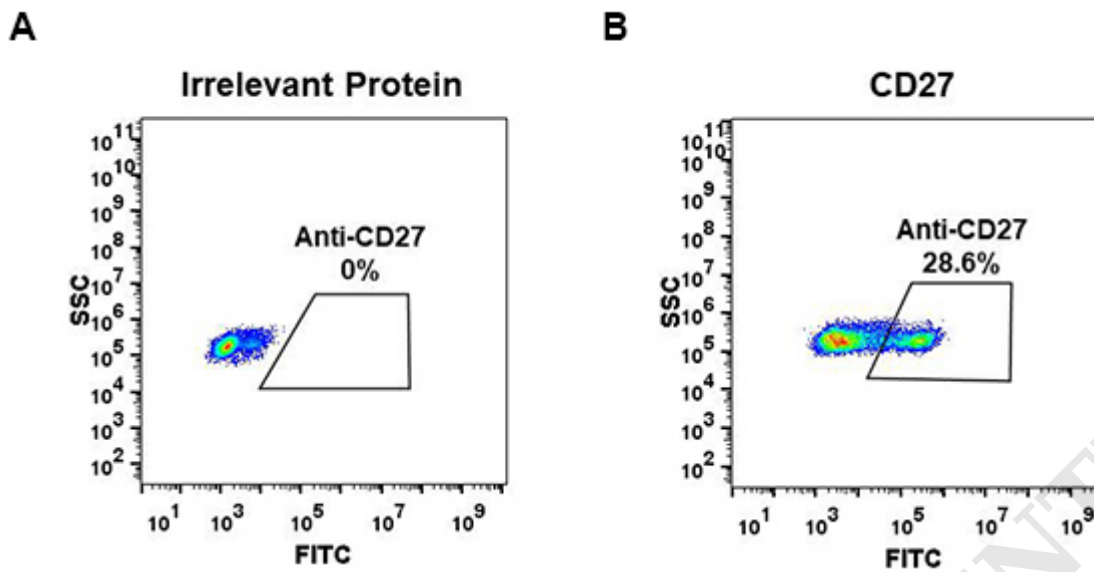 A
Irrelevant Protein
SSC
10¹¹
10¹⁰
10⁹
10⁸
10⁷
10⁶
10⁵
10⁴
10³
10²
Anti-CD27
0%
10¹ 10³ 10⁵ 10⁷ 10⁹
FITC
B
CD27
SSC
10¹¹
10¹⁰
10⁹
10⁸
10⁷
10⁶
10⁵
10⁴
10³
10²
Anti-CD27
28.6%
10¹ 10³ 10⁵ 10⁷ 10⁹
FITC